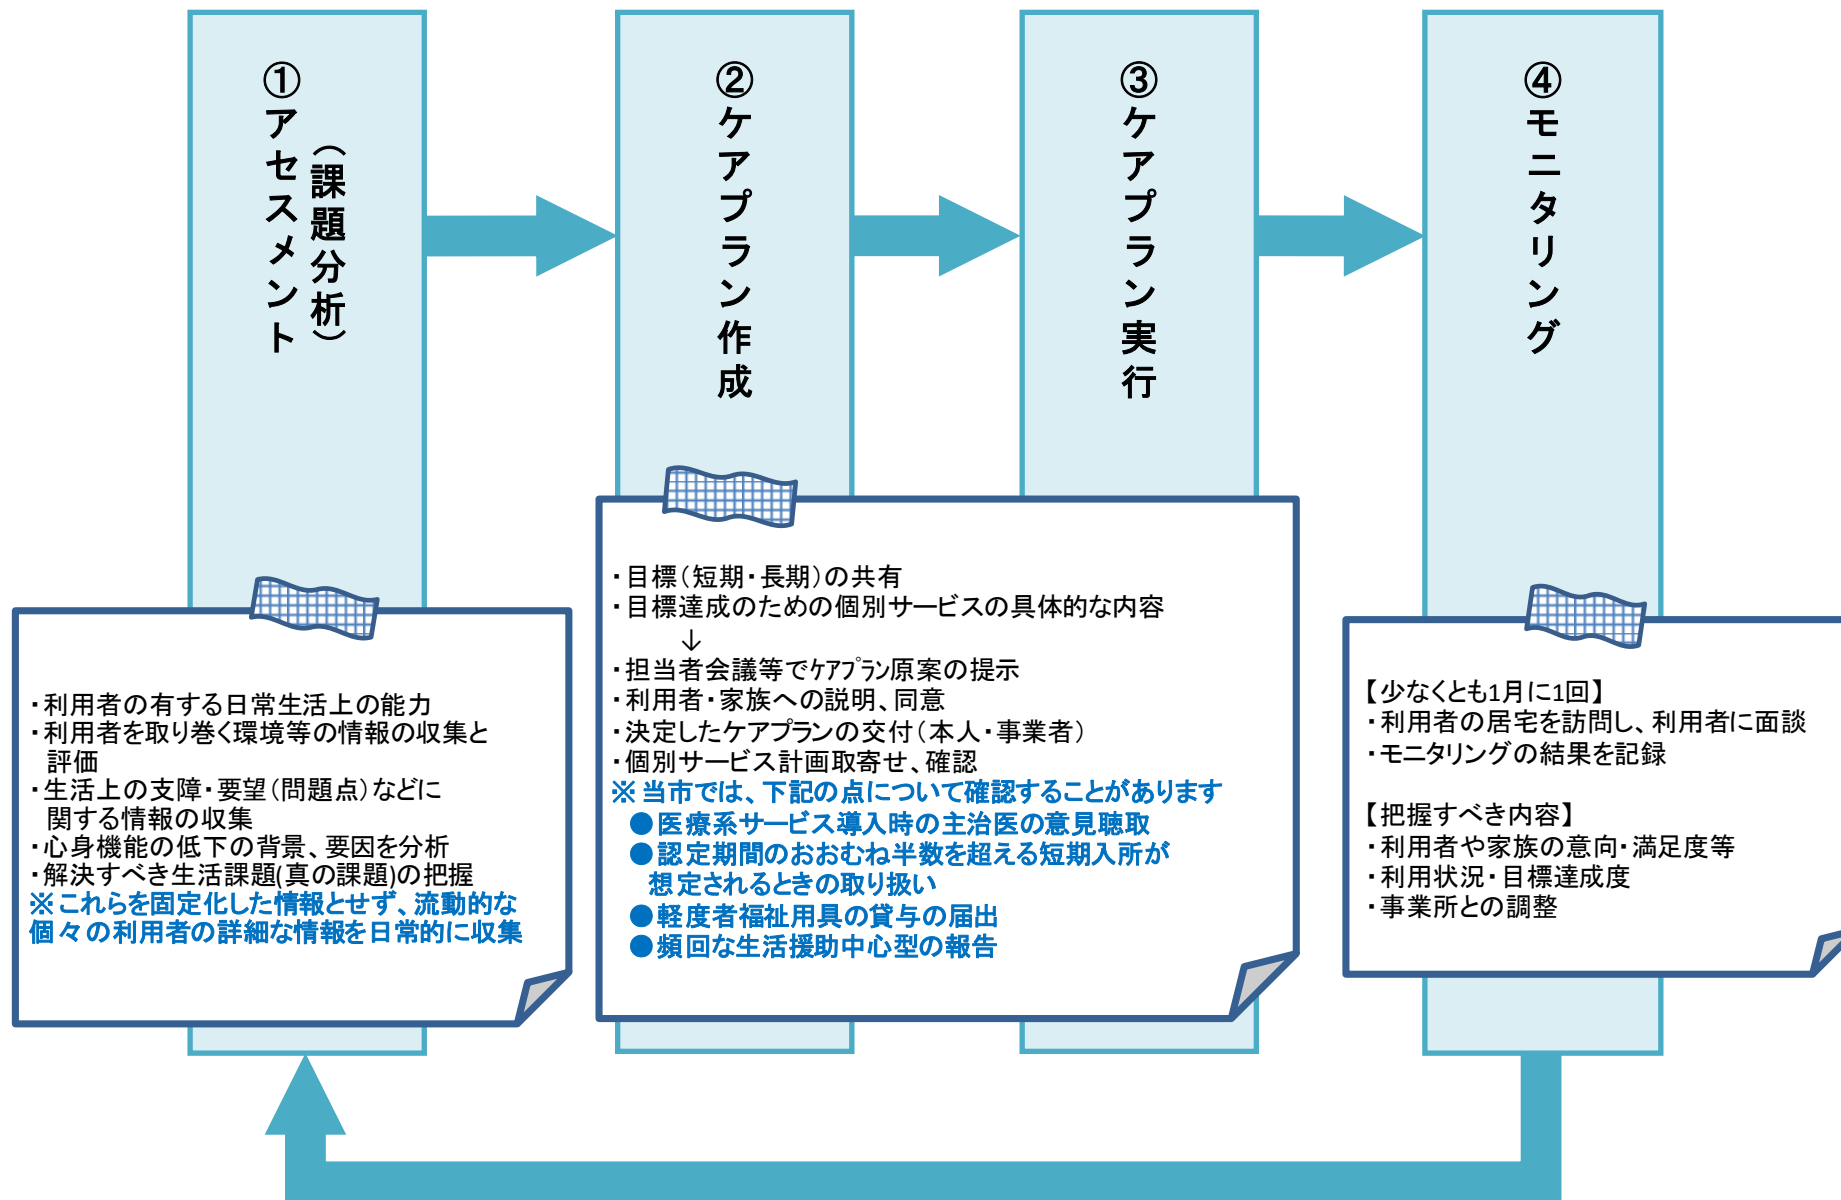 ①アセスメント
（課題分析）
②ケアプラン作成
③ケアプラン実行
④モニタリング
・利用者の有する日常生活上の能力
・利用者を取り巻く環境等の情報の収集と
評価
・生活上の支障・要望（問題点）などに
関する情報の収集
・心身機能の低下の背景、要因を分析
・解決すべき生活課題(真の課題)の把握
※これらを固定化した情報とせず、流動的な
個々の利用者の詳細な情報を日常的に収集
・目標（短期・長期）の共有
・目標達成のための個別サービスの具体的な内容
↓
・担当者会議等でｹｱﾌﾟﾗﾝ原案の提示
・利用者・家族への説明、同意
・決定したケアプランの交付（本人・事業者）
・個別サービス計画取寄せ、確認
※当市では、下記の点について確認することがあります
●医療系サービス導入時の主治医の意見聴取
●認定期間のおおむね半数を超える短期入所が
想定されるときの取り扱い
●軽度者福祉用具の貸与の届出
●頻回な生活援助中心型の報告
【少なくとも1月に1回】
・利用者の居宅を訪問し、利用者に面談
・モニタリングの結果を記録
【把握すべき内容】
・利用者や家族の意向・満足度等
・利用状況・目標達成度
・事業所との調整